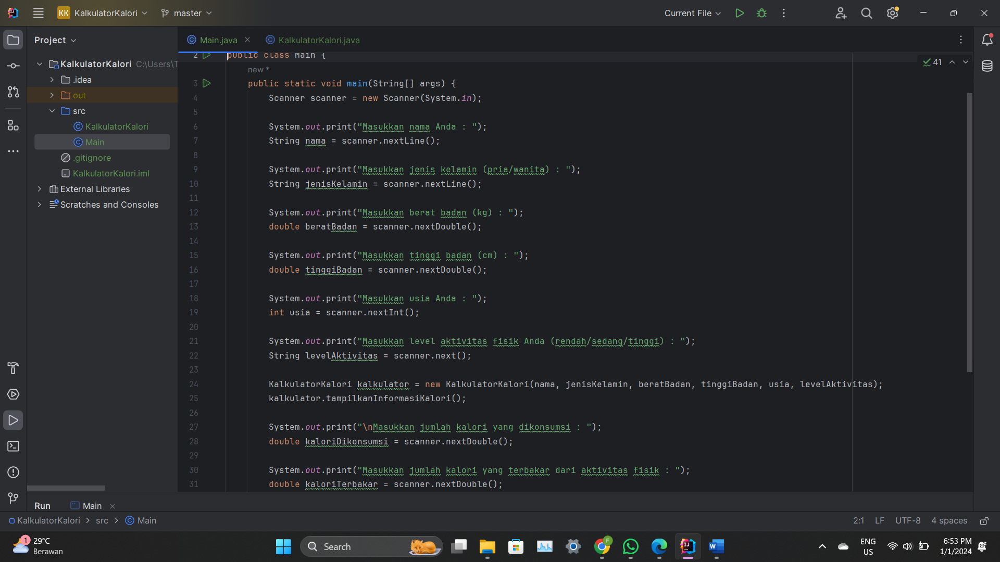 KK KalkulatorKalori master Current File
Project
Main.java KalkulatorKalori.java
KalkulatorKalori C:\Users\T
.idea
out
src
KalkulatorKalori
Main
.gitignore
KalkulatorKalori.iml
External Libraries
Scratches and Consoles
41
2 public class Main {
new *
3 public static void main(String[] args) {
4 Scanner scanner = new Scanner(System.in);
5
6 System.out.print("Masukkan nama Anda : ");
7 String nama = scanner.nextLine();
8
9 System.out.print("Masukkan jenis kelamin (pria/wanita) : ");
10 String jenisKelamin = scanner.nextLine();
11
12 System.out.print("Masukkan berat badan (kg) : ");
13 double beratBadan = scanner.nextDouble();
14
15 System.out.print("Masukkan tinggi badan (cm) : ");
16 double tinggiBadan = scanner.nextDouble();
17
18 System.out.print("Masukkan usia Anda : ");
19 int usia = scanner.nextInt();
20
21 System.out.print("Masukkan level aktivitas fisik Anda (rendah/sedang/tinggi) : ");
22 String levelAktivitas = scanner.next();
23
24 KalkulatorKalori kalkulator = new KalkulatorKalori(nama, jenisKelamin, beratBadan, tinggiBadan, usia, levelAktivitas);
25 kalkulator.tampilkanInformasiKalori();
26
27 System.out.print("\nMasukkan jumlah kalori yang dikonsumsi : ");
28 double kaloriDikonsumsi = scanner.nextDouble();
29
30 System.out.print("Masukkan jumlah kalori yang terbakar dari aktivitas fisik : ");
31 double kaloriTerbakar = scanner.nextDouble();
Run Main
KalkulatorKalori > src > Main 2:1 LF UTF-8 4 spaces
1 29°C
Berawan
Search
F
ENG
US
6:53 PM
1/1/2024